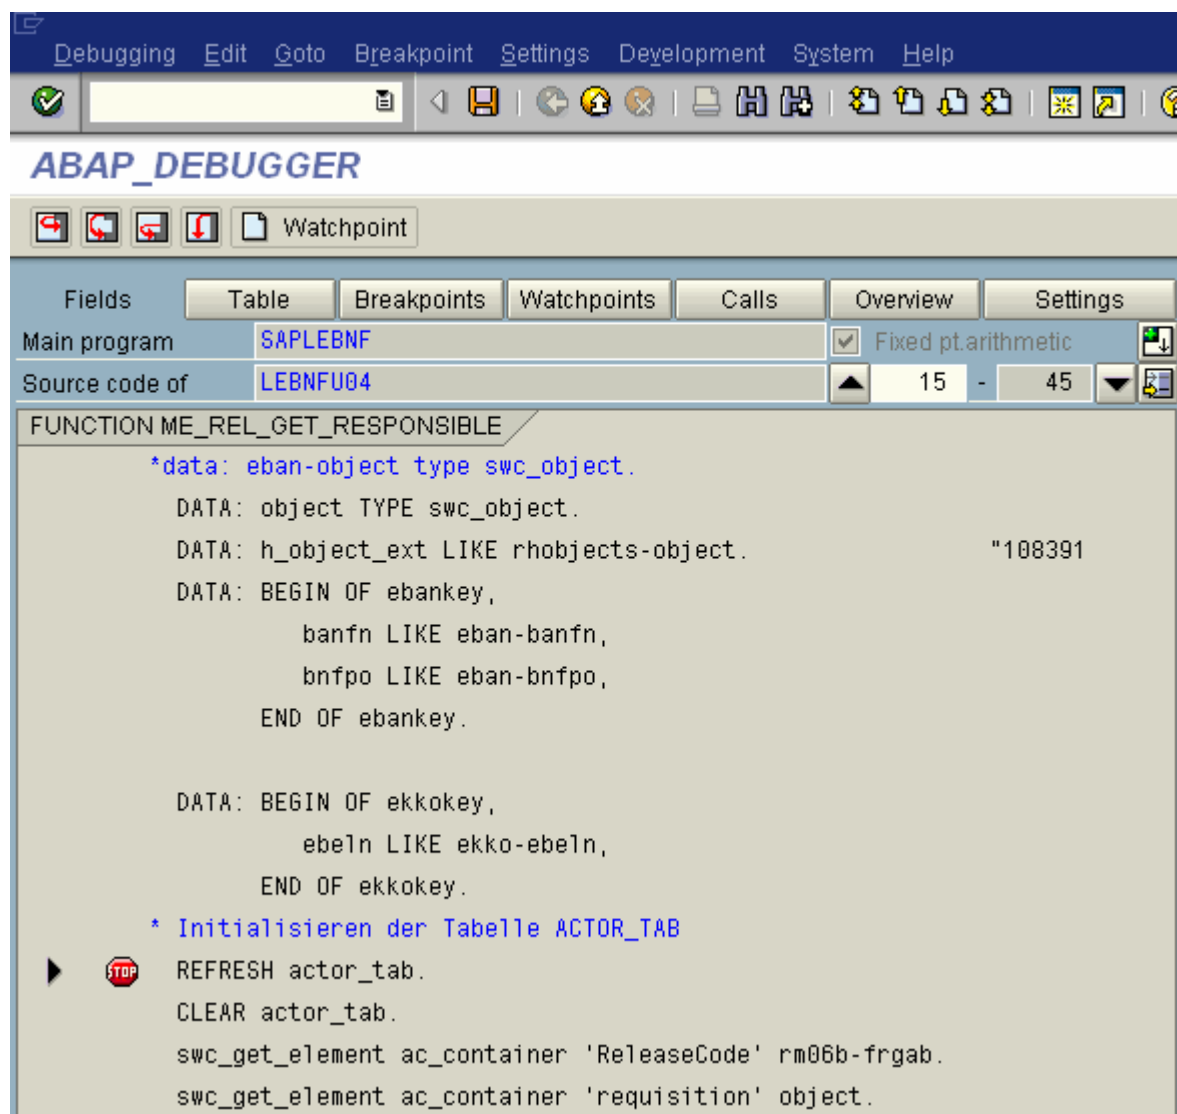 Debugging Edit Goto Breakpoint Settings Development System Help
ABAP_DEBUGGER
Watchpoint
Fields Table Breakpoints Watchpoints Calls Overview Settings
Main program SAPLEBNF Fixed pt.arithmetic
Source code of LEBNFU04 15 - 45
FUNCTION ME_REL_GET_RESPONSIBLE
*data: eban-object type swc_object.
DATA: object TYPE swc_object.
DATA: h_object_ext LIKE rhobjects-object. "108391
DATA: BEGIN OF ebankey,
banfn LIKE eban-banfn,
bnfpo LIKE eban-bnfpo,
END OF ebankey.
DATA: BEGIN OF ekkokey,
ebeln LIKE ekko-ebeln,
END OF ekkokey.
* Initialisieren der Tabelle ACTOR_TAB
STOP REFRESH actor_tab.
CLEAR actor_tab.
swc_get_element ac_container 'ReleaseCode' rm06b-frgab.
swc_get_element ac_container 'requisition' object.